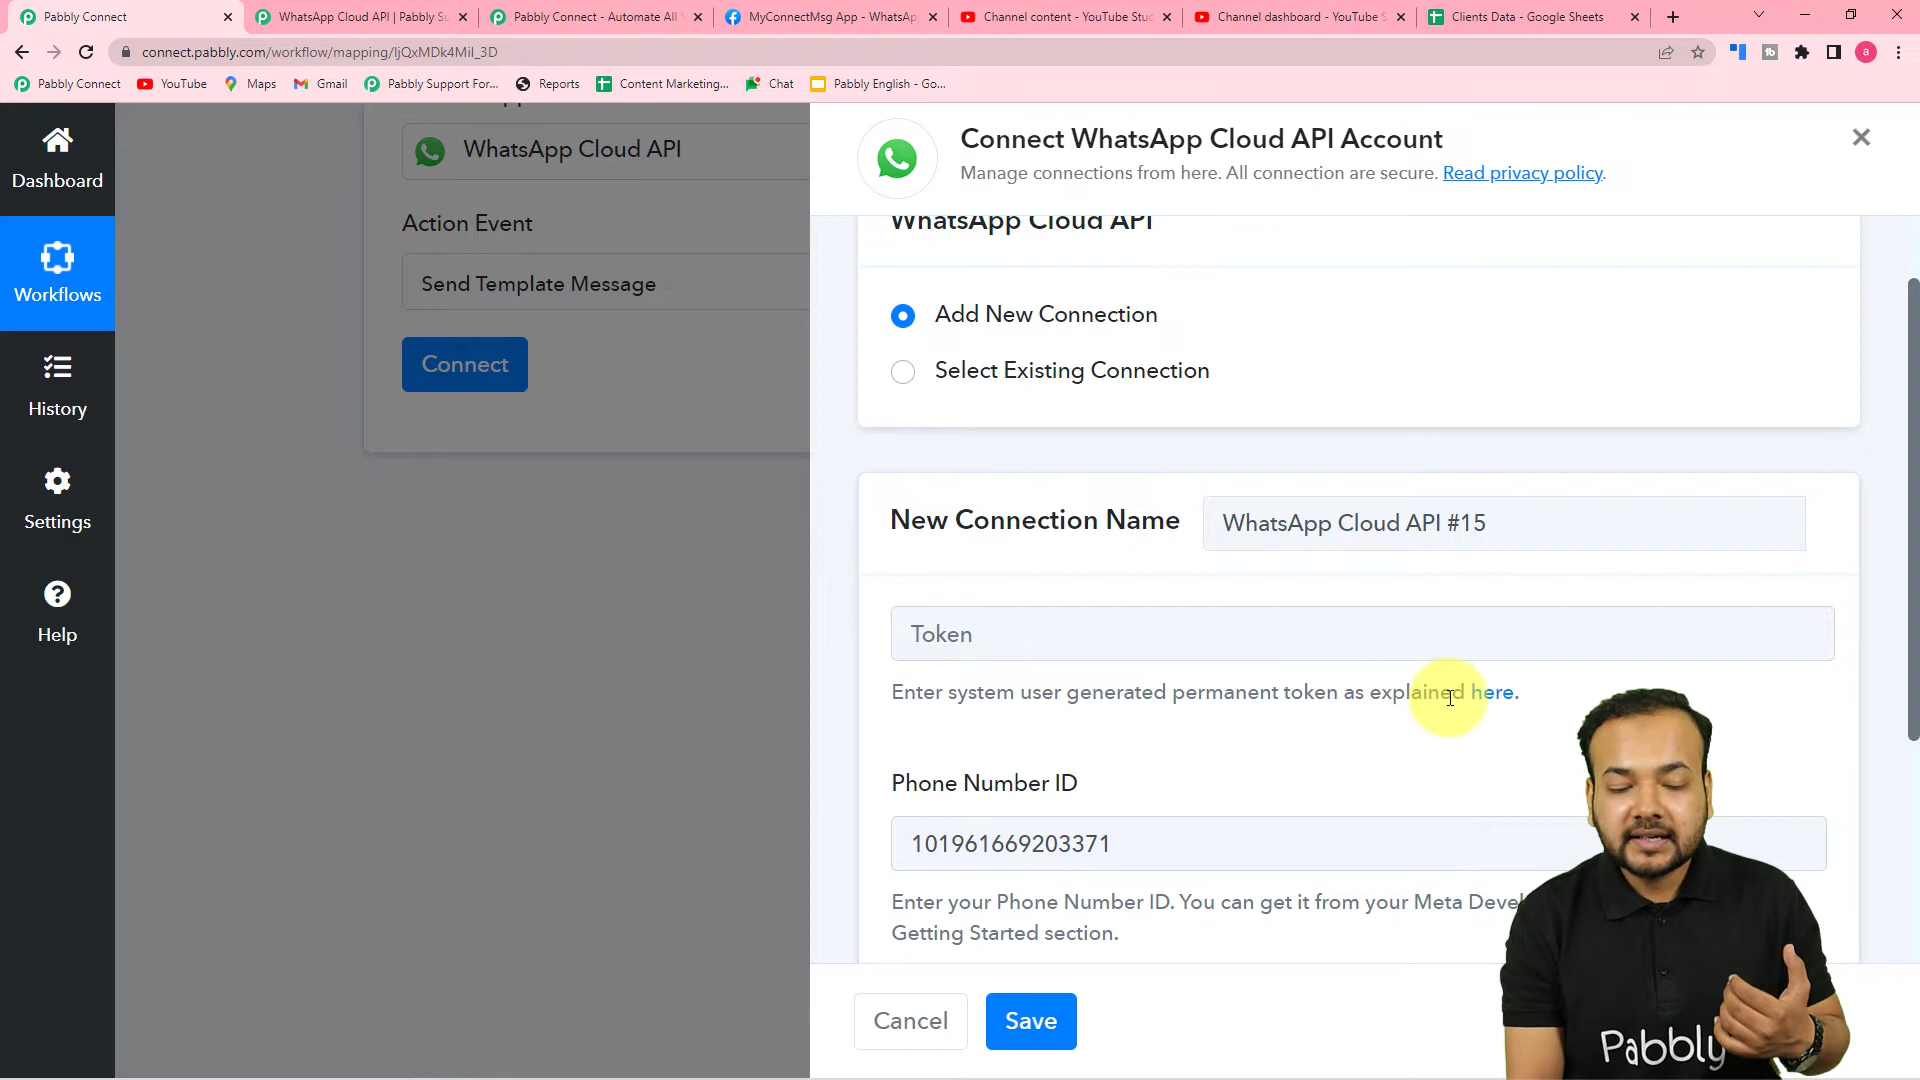 Pabbly Connect
WhatsApp Cloud API | Pabbly Su
Pabbly Connect - Automate All
MyConnectMsg App - WhatsAp
Channel content - YouTube Stud
Channel dashboard - YouTube S
Clients Data - Google Sheets
connect.pabbly.com/workflow/mapping/IjQxMDk4MiI_3D
Pabbly Connect
YouTube
Maps
Gmail
Pabbly Support For...
Reports
Content Marketing...
Chat
Pabbly English - Go...
Dashboard
Workflows
History
Settings
Help
WhatsApp Cloud API
Action Event
Send Template Message
Connect
Connect WhatsApp Cloud API Account
Manage connections from here. All connection are secure. Read privacy policy.
WhatsApp Cloud API
Add New Connection
Select Existing Connection
New Connection Name
WhatsApp Cloud API #15
Token
Enter system user generated permanent token as explained here.
Phone Number ID
101961669203371
Enter your Phone Number ID. You can get it from your Meta Devel
Getting Started section.
Cancel
Save
Pabbly